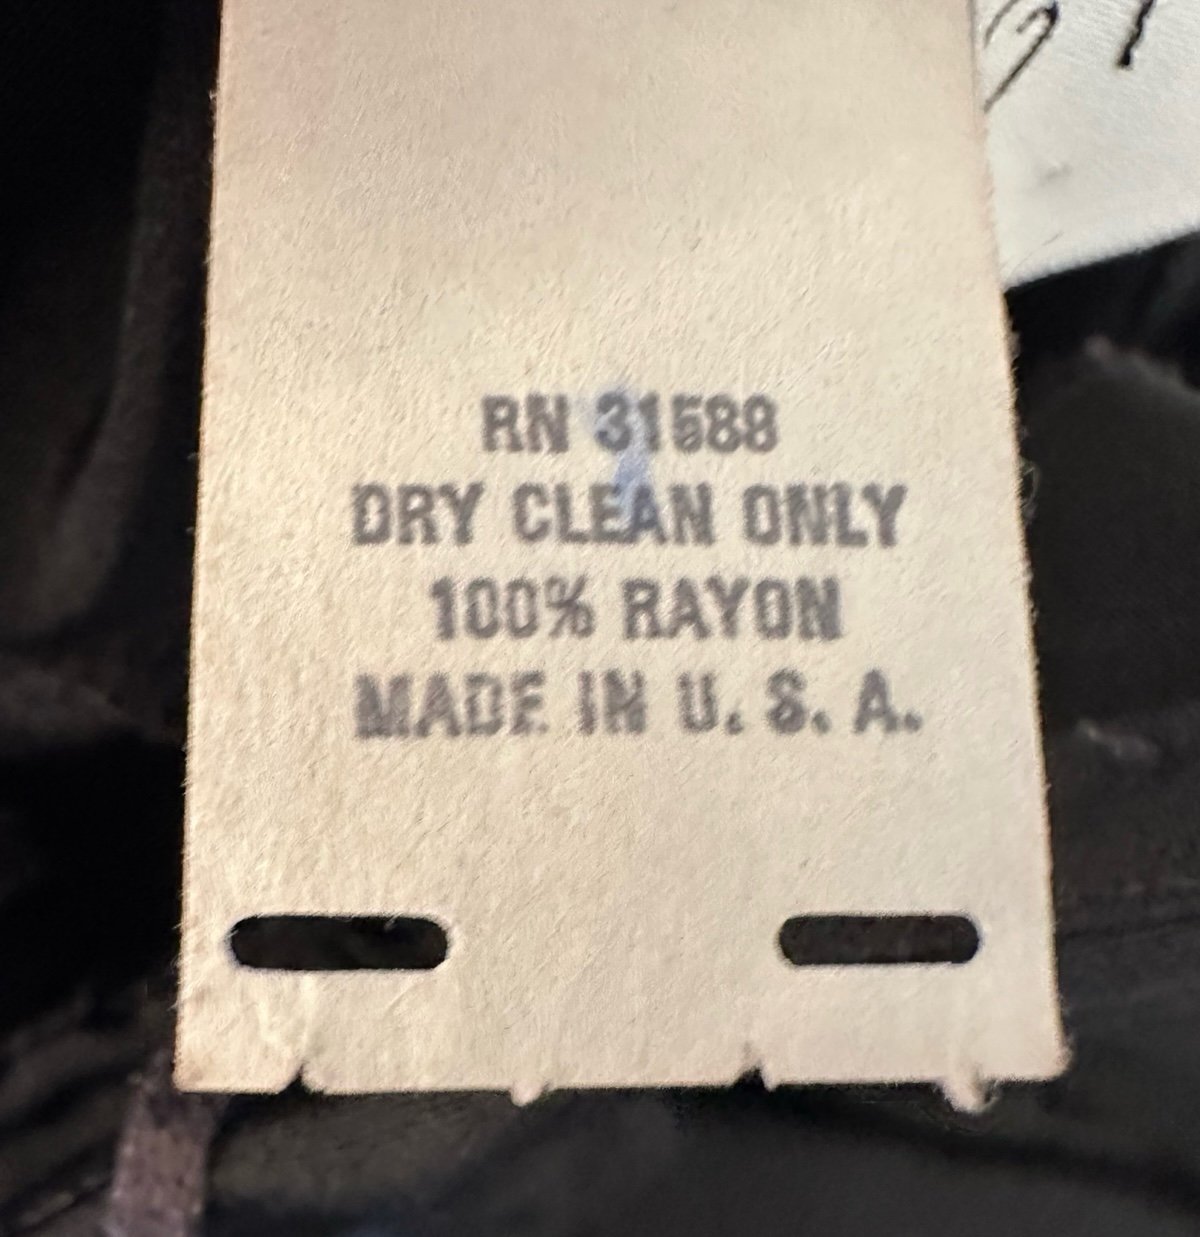 RN 31588
DRY CLEAN ONLY
100% RAYON
MADE IN U. S. A.